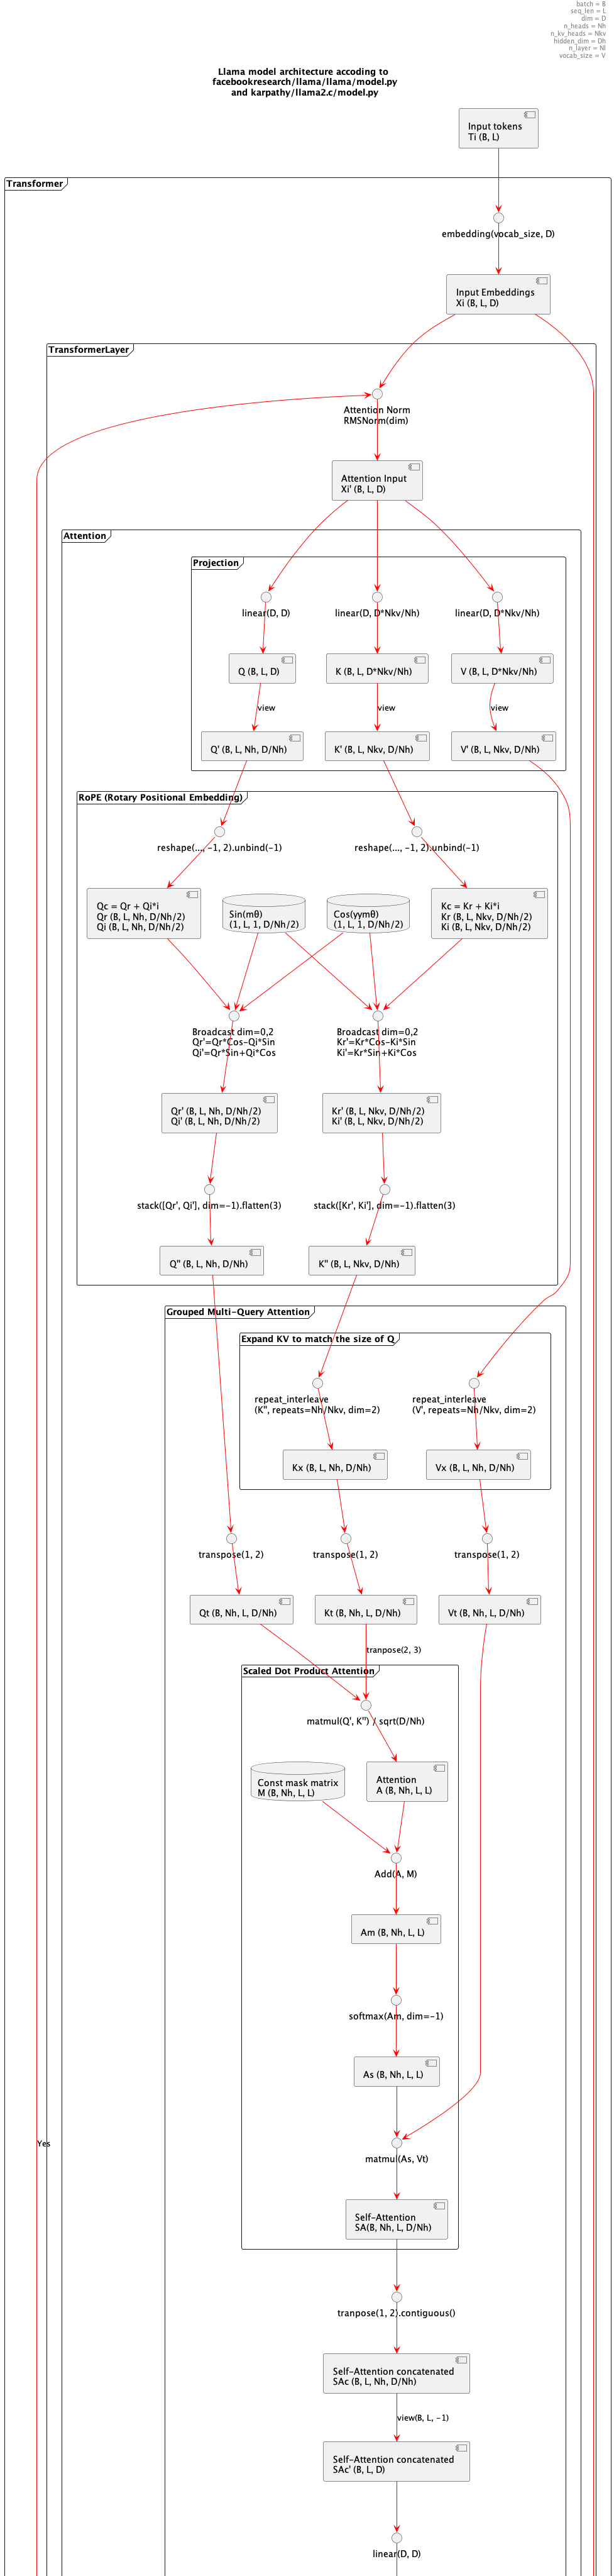 batch = B
seq_len = L
dim = D
n_heads = Nh
n_kv_heads = Nkv
hidden_dim = Dh
n_layer = Nl
vocab_size = V
Llama model architecture accoding to
facebookresearch/llama/llama/model.py
and karpathy/llama2.c/model.py
Input tokens
Ti (B, L)
Transformer
embedding(vocab_size, D)
Input Embeddings
Xi (B, L, D)
TransformerLayer
Attention Norm
RMSNorm(dim)
Attention Input
Xi' (B, L, D)
Attention
Projection
linear(D, D)
linear(D, D*Nkv/Nh)
linear(D, D*Nkv/Nh)
Q (B, L, D)
K (B, L, D*Nkv/Nh)
V (B, L, D*Nkv/Nh)
view
view
view
Q' (B, L, Nh, D/Nh)
K' (B, L, Nkv, D/Nh)
V' (B, L, Nkv, D/Nh)
RoPE (Rotary Positional Embedding)
reshape(..., -1, 2).unbind(-1)
reshape(..., -1, 2).unbind(-1)
Qc = Qr + Qi*i
Qr (B, L, Nh, D/Nh/2)
Qi (B, L, Nh, D/Nh/2)
Sin(mθ)
(1, L, 1, D/Nh/2)
Cos(yymθ)
(1, L, 1, D/Nh/2)
Kc = Kr + Ki*i
Kr (B, L, Nkv, D/Nh/2)
Ki (B, L, Nkv, D/Nh/2)
Broadcast dim=0,2
Qr'=Qr*Cos-Qi*Sin
Qi'=Qr*Sin+Qi*Cos
Broadcast dim=0,2
Kr'=Kr*Cos-Ki*Sin
Ki'=Kr*Sin+Ki*Cos
Qr' (B, L, Nh, D/Nh/2)
Qi' (B, L, Nh, D/Nh/2)
Kr' (B, L, Nkv, D/Nh/2)
Ki' (B, L, Nkv, D/Nh/2)
stack([Qr', Qi'], dim=-1).flatten(3)
stack([Kr', Ki'], dim=-1).flatten(3)
Q'' (B, L, Nh, D/Nh)
K'' (B, L, Nkv, D/Nh)
Grouped Multi-Query Attention
Expand KV to match the size of Q
repeat_interleave
(K'', repeats=Nh/Nkv, dim=2)
repeat_interleave
(V', repeats=Nh/Nkv, dim=2)
Kx (B, L, Nh, D/Nh)
Vx (B, L, Nh, D/Nh)
transpose(1, 2)
transpose(1, 2)
transpose(1, 2)
Qt (B, Nh, L, D/Nh)
Kt (B, Nh, L, D/Nh)
Vt (B, Nh, L, D/Nh)
tranpose(2, 3)
Scaled Dot Product Attention
matmul(Q', K'') / sqrt(D/Nh)
Const mask matrix
M (B, Nh, L, L)
Attention
A (B, Nh, L, L)
Add(A, M)
Am (B, Nh, L, L)
softmax(Am, dim=-1)
As (B, Nh, L, L)
Yes
matmul(As, Vt)
Self-Attention
SA(B, Nh, L, D/Nh)
tranpose(1, 2).contiguous()
Self-Attention concatenated
SAc (B, L, Nh, D/Nh)
view(B, L, -1)
Self-Attention concatenated
SAc' (B, L, D)
linear(D, D)